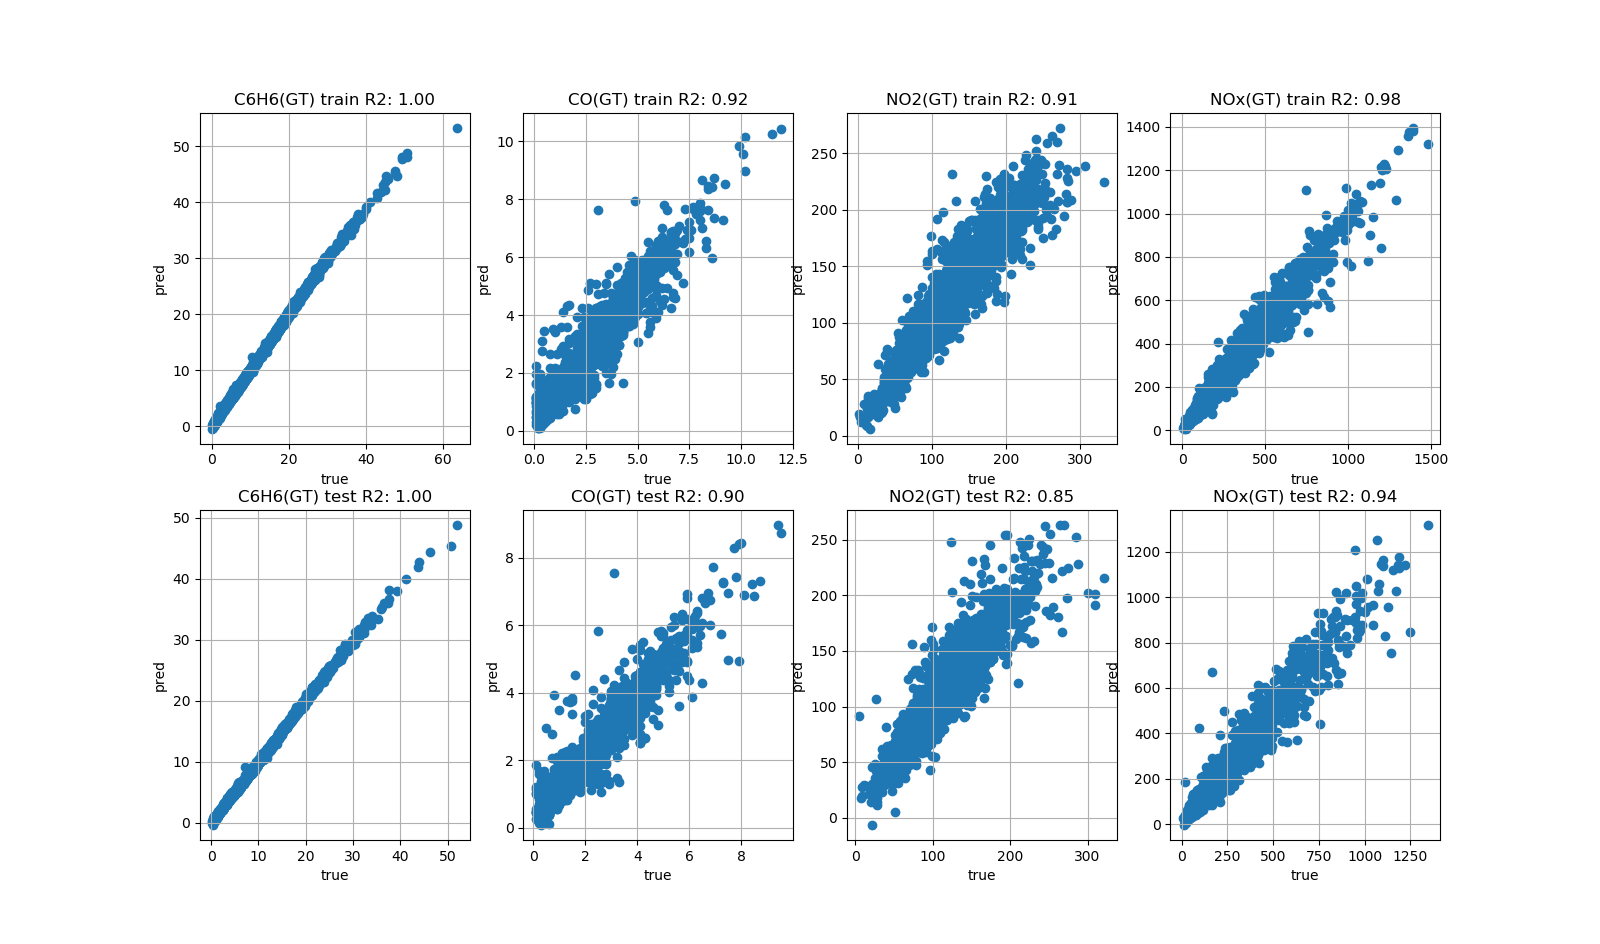 C6H6(GT) train R2: 1.00
CO(GT) train R2: 0.92
NO2(GT) train R2: 0.91
NOx(GT) train R2: 0.98
pred
50
40
30
20
10
0
0 20 40 60
true
pred
10
8
6
4
2
0
0.0 2.5 5.0 7.5 10.0 12.5
true
pred
250
200
150
100
50
0
0 100 200 300
true
pred
1400
1200
1000
800
600
400
200
0
0 500 1000 1500
true
C6H6(GT) test R2: 1.00
CO(GT) test R2: 0.90
NO2(GT) test R2: 0.85
NOx(GT) test R2: 0.94
pred
50
40
30
20
10
0
0 10 20 30 40 50
true
pred
8
6
4
2
0
0 2 4 6 8
true
pred
250
200
150
100
50
0
0 100 200 300
true
pred
1200
1000
800
600
400
200
0
0 250 500 750 1000 1250
true